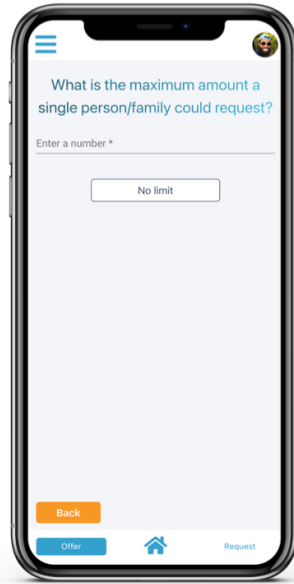 What is the maximum amount a
single person/family could request?
Enter a number *
No limit
Back
Offer
Request